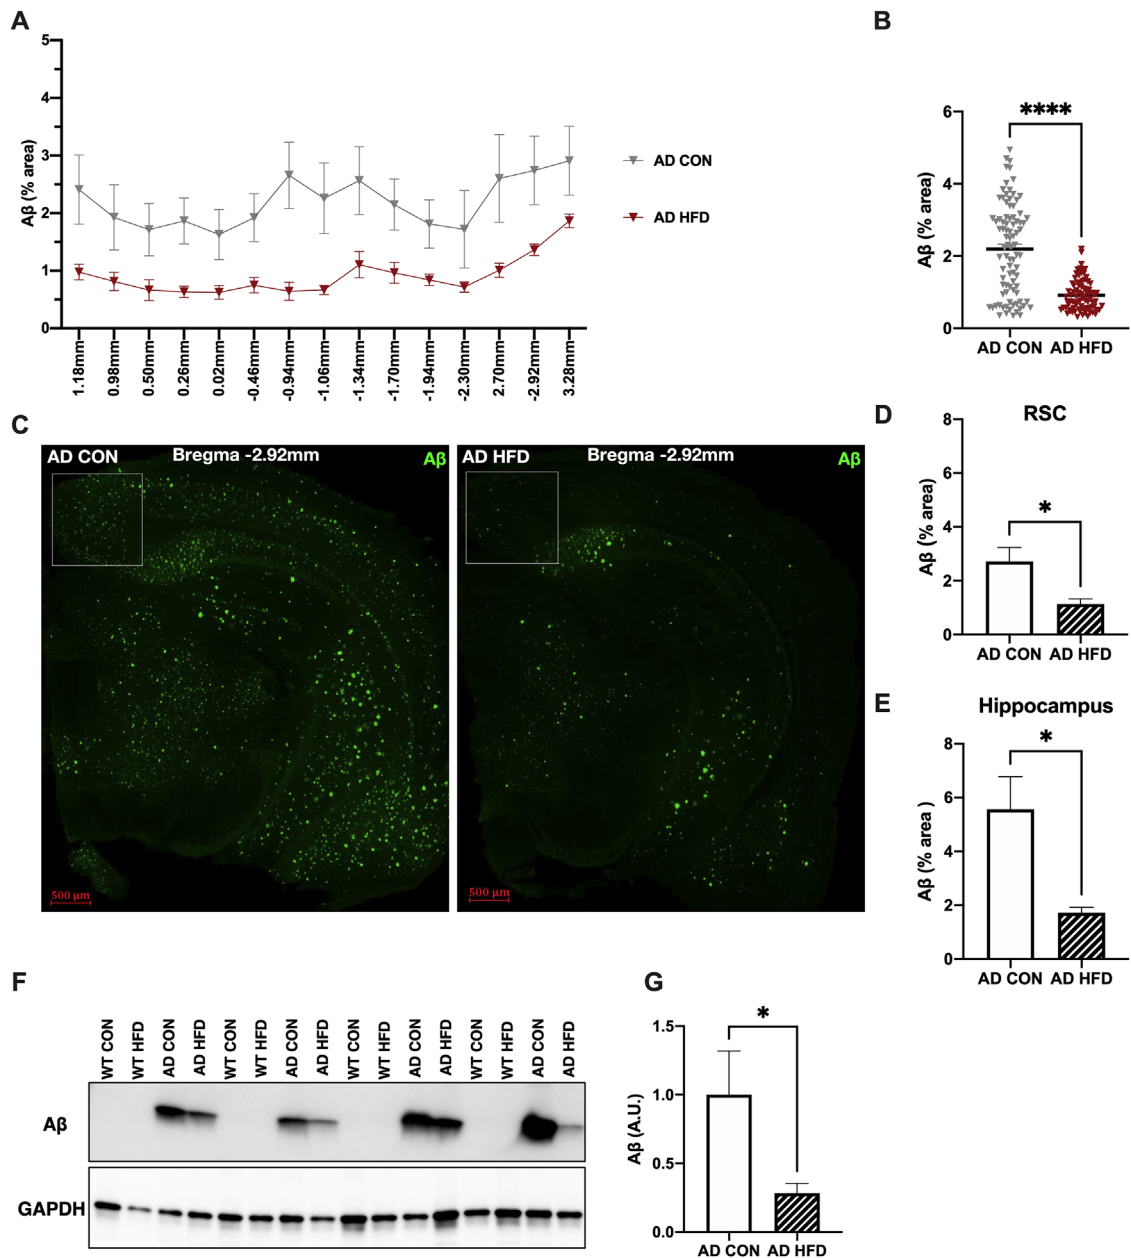 A
B
5
4
3
2
1
0
Aβ (% area)
1.18mm
0.98mm
0.50mm
0.26mm
0.02mm
-0.46mm
-0.94mm
-1.06mm
-1.34mm
-1.70mm
-1.94mm
-2.30mm
2.70mm
-2.92mm
3.28mm
AD CON
AD HFD
6
4
2
0
Aβ (% area)
****
AD CON AD HFD
C
AD CON Bregma -2.92mm Aβ
500 μm
AD HFD Bregma -2.92mm Aβ
500 μm
D
RSC
8
6
4
2
0
Aβ (% area)
*
AD CON AD HFD
E
Hippocampus
8
6
4
2
0
Aβ (% area )
*
AD CON AD HFD
F
WT CON
WT HFD
AD CON
AD HFD
WT CON
WT HFD
AD CON
AD HFD
WT CON
WT HFD
AD CON
AD HFD
WT CON
WT HFD
AD CON
AD HFD
Aβ
GAPDH
G
1.5
1.0
0.5
0.0
Aβ (A.U.)
*
AD CON AD HFD